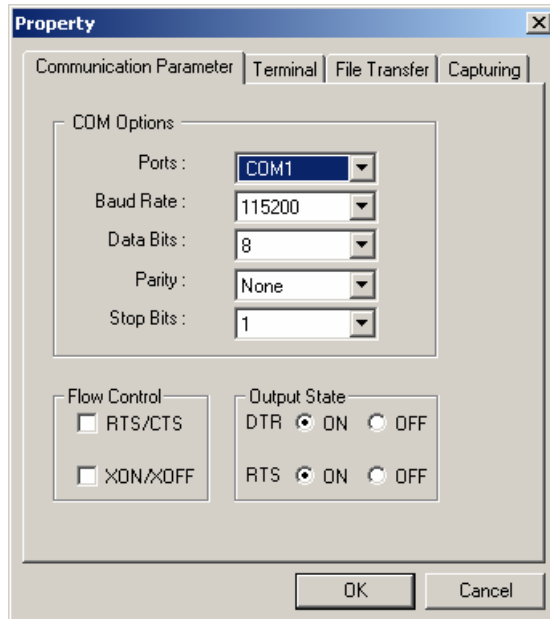 Property
Communication Parameter Terminal File Transfer Capturing
COM Options
Ports : COM1
Baud Rate : 115200
Data Bits : 8
Parity : None
Stop Bits : 1
Flow Control
RTS/CTS
XON/XOFF
Output State
DTR ON OFF
RTS ON OFF
OK Cancel